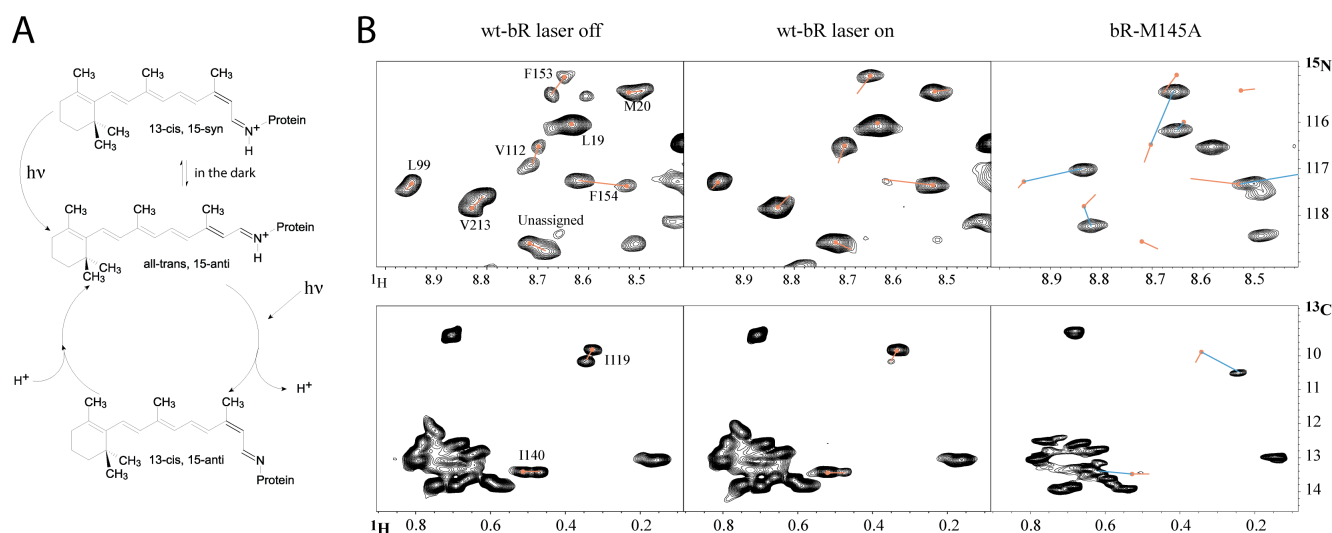 A
CH₃
CH₃
CH₃
Protein
N⁺
H
CH₃
CH₃
13-cis, 15-syn
hν
in the dark
CH₃
CH₃
CH₃
Protein
N⁺
H
CH₃
CH₃
all-trans, 15-anti
hν
H⁺
H⁺
CH₃
CH₃
CH₃
CH₃
CH₃
13-cis, 15-anti
N
Protein
B
wt-bR laser off
wt-bR laser on
bR-M145A
F153
M20
L19
V112
L99
F154
V213
Unassigned
¹⁵N
116
117
118
¹H
8.9
8.8
8.7
8.6
8.5
8.9
8.8
8.7
8.6
8.5
8.9
8.8
8.7
8.6
8.5
I119
I140
¹³C
10
11
13
14
¹H
0.8
0.6
0.4
0.2
0.8
0.6
0.4
0.2
0.8
0.6
0.4
0.2